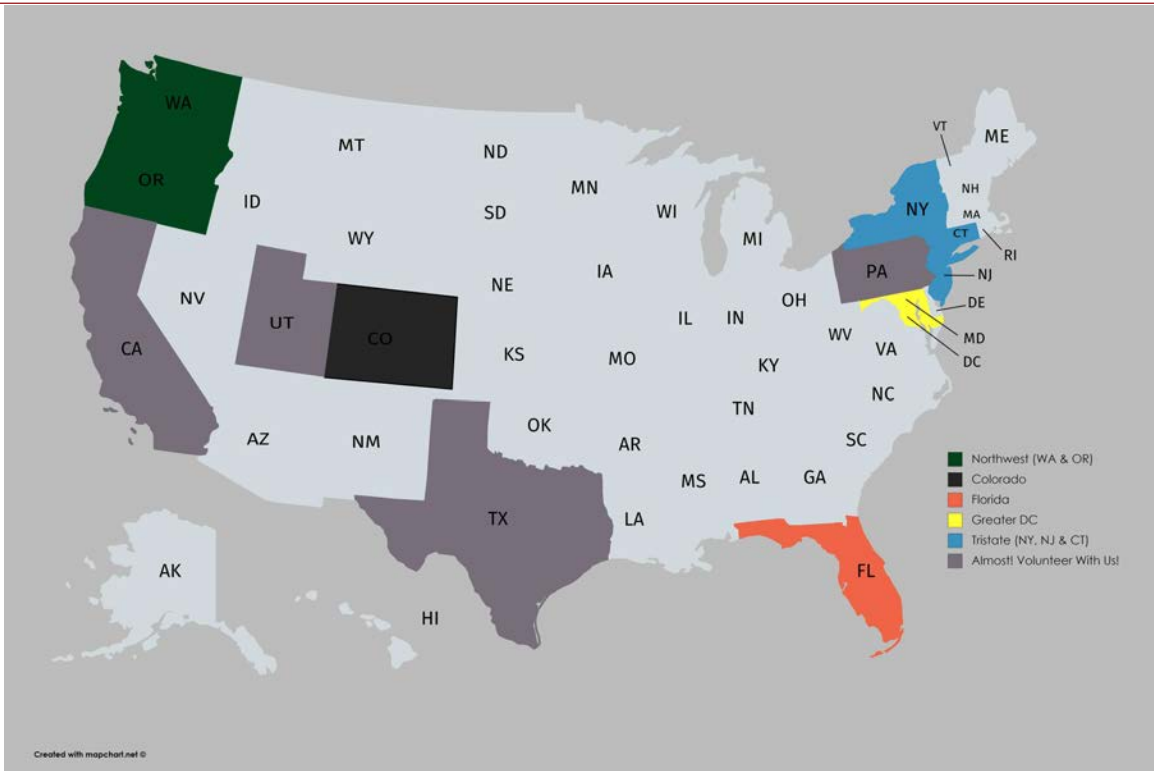 WA
OR
CA
NV
ID
MT
WY
UT
CO
AZ
NM
ND
SD
NE
KS
OK
TX
MN
IA
MO
AR
LA
WI
IL
MS
MI
IN
KY
TN
AL
OH
WV
VA
NC
SC
GA
FL
PA
NY
VT
ME
NH
MA
CT
RI
NJ
DE
MD
DC
AK
HI
Northwest (WA & OR)
Colorado
Florida
Greater DC
Tristate (NY, NJ & CT)
Almost! Volunteer With Us!
Created with mapchart.net ©